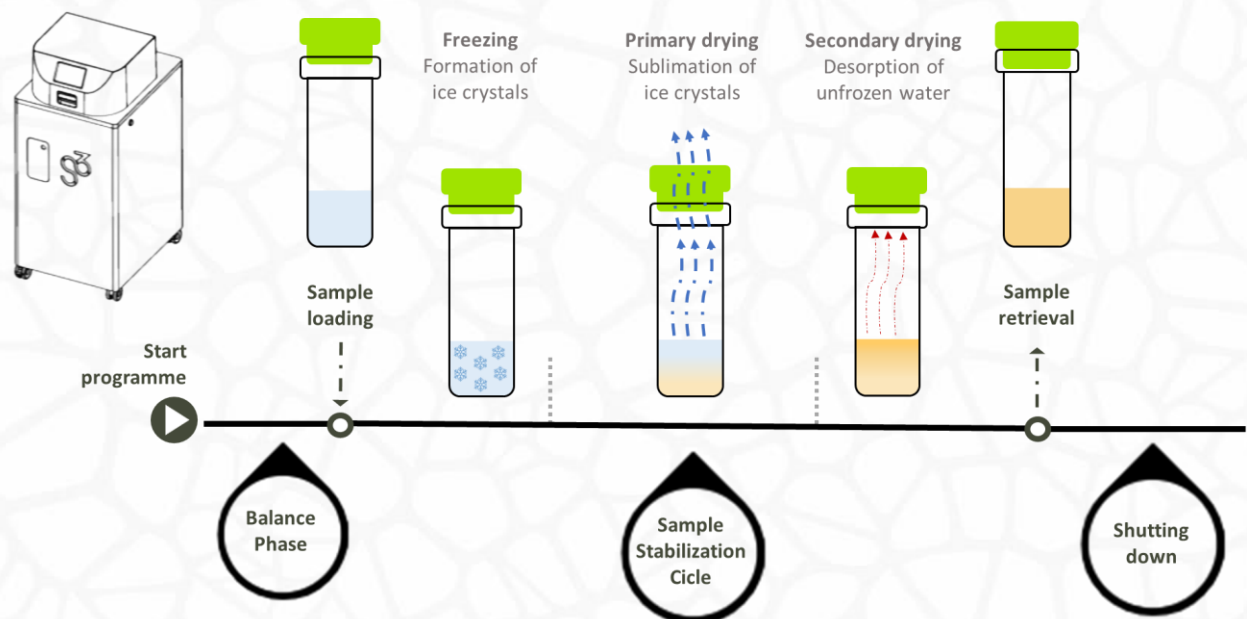 Freezing
Formation of
ice crystals
Primary drying
Sublimation of
ice crystals
Secondary drying
Desorption of
unfrozen water
S3
Sample
loading
Sample
retrieval
Start
programme
Balance
Phase
Sample
Stabilization
Cicle
Shutting
down